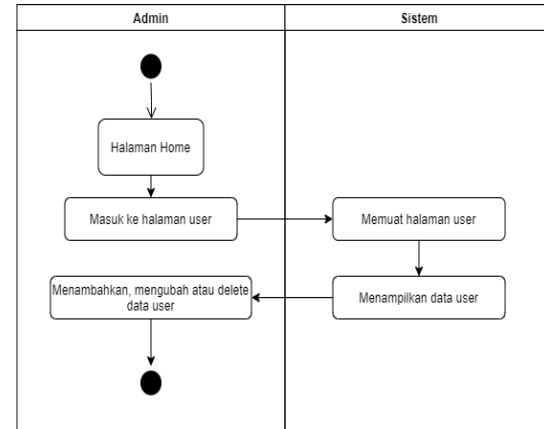 Admin
Sistem
Halaman Home
Masuk ke halaman user
Memuat halaman user
Menambahkan, mengubah atau delete
data user
Menampilkan data user